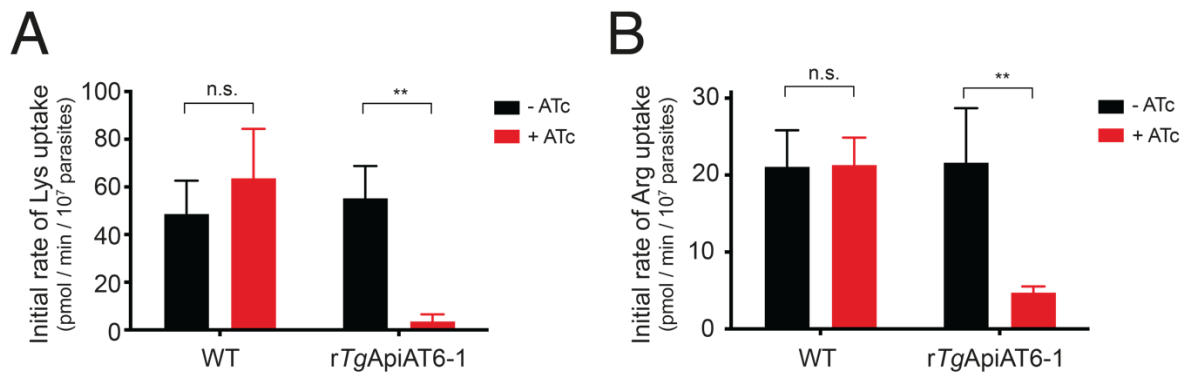 A
Initial rate of Lys uptake
(pmol / min / 10⁷ parasites)
100
80
60
40
20
0
n.s.
**
- ATc
+ ATc
WT
rTgApiAT6-1
B
Initial rate of Arg uptake
(pmol / min / 10⁷ parasites)
30
20
10
0
n.s.
**
- ATc
+ ATc
WT
rTgApiAT6-1